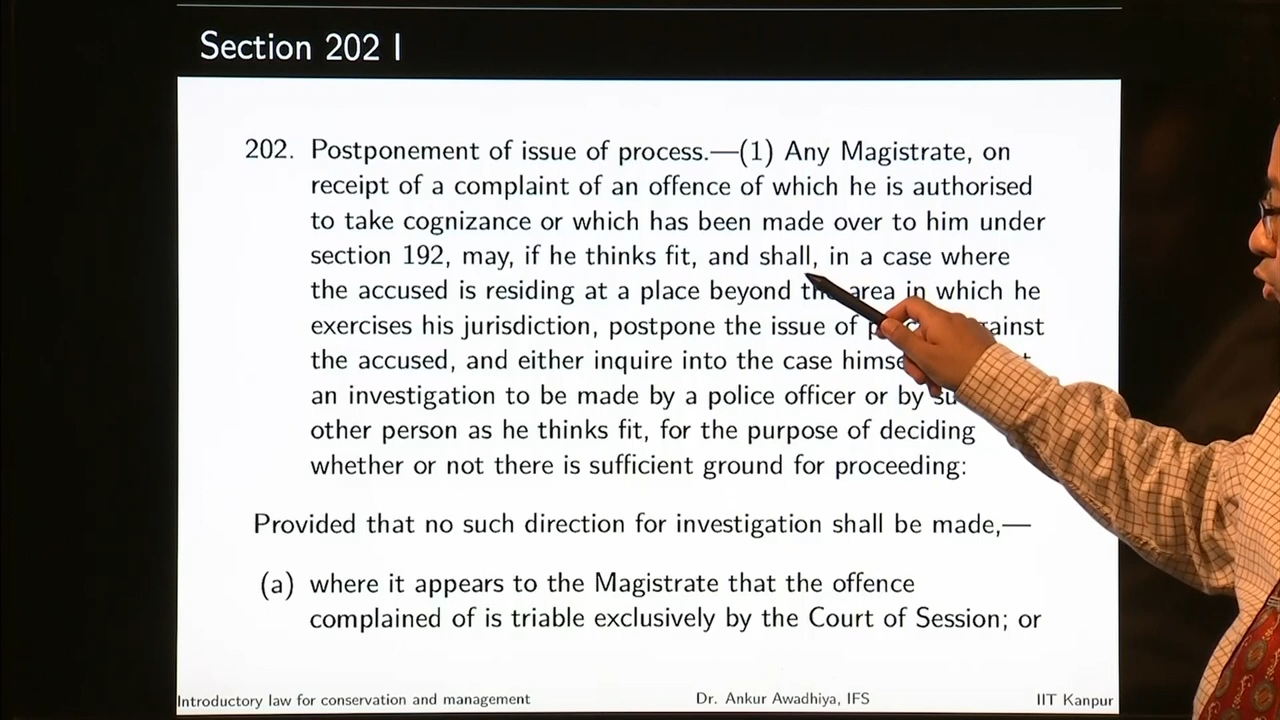 Section 202 I
202. Postponement of issue of process.—(1) Any Magistrate, on
receipt of a complaint of an offence of which he is authorised
to take cognizance or which has been made over to him under
section 192, may, if he thinks fit, and shall, in a case where
the accused is residing at a place beyond the area in which he
exercises his jurisdiction, postpone the issue of
the accused, and either inquire into the case
an investigation to be made by a police officer or by
other person as he thinks fit, for the purpose of deciding
whether or not there is sufficient ground for proceeding:
Provided that no such direction for investigation shall be made,—
(a) where it appears to the Magistrate that the offence
complained of is triable exclusively by the Court of Session; or
Introductory law for conservation and management Dr. Ankur Awadhiya, IFS IIT Kanpur